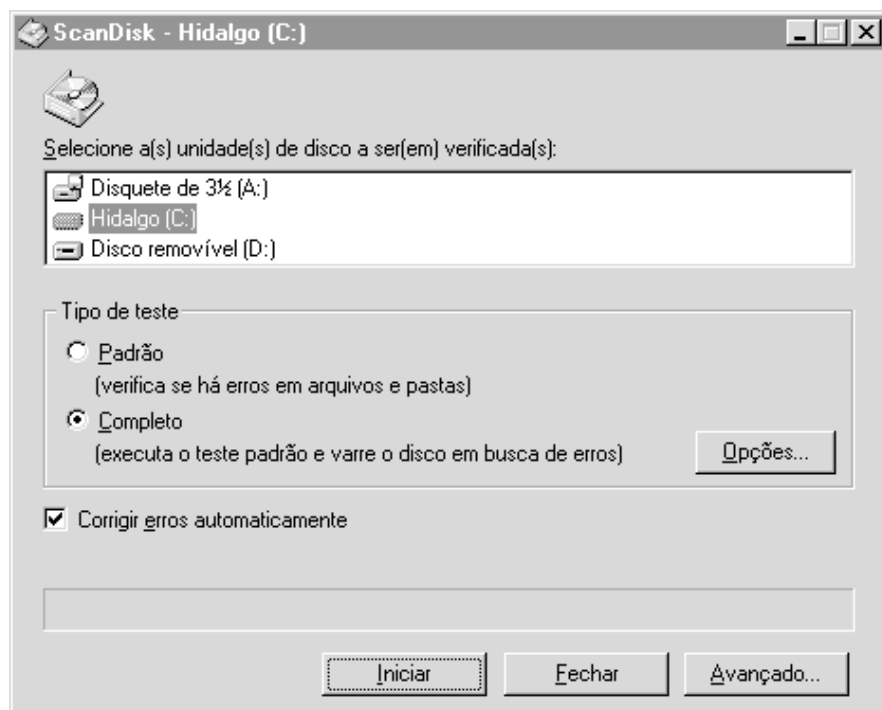 ScanDisk - Hidalgo (C:)
Selecione a(s) unidade(s) de disco a ser(em) verificada(s):
Disquete de 3½ (A:)
Hidalgo (C:)
Disco removível (D:)
Tipo de teste
Padrão
(verifica se há erros em arquivos e pastas)
Completo
(executa o teste padrão e varre o disco em busca de erros)
Opções...
Corrigir erros automaticamente
Iniciar
Fechar
Avançado...